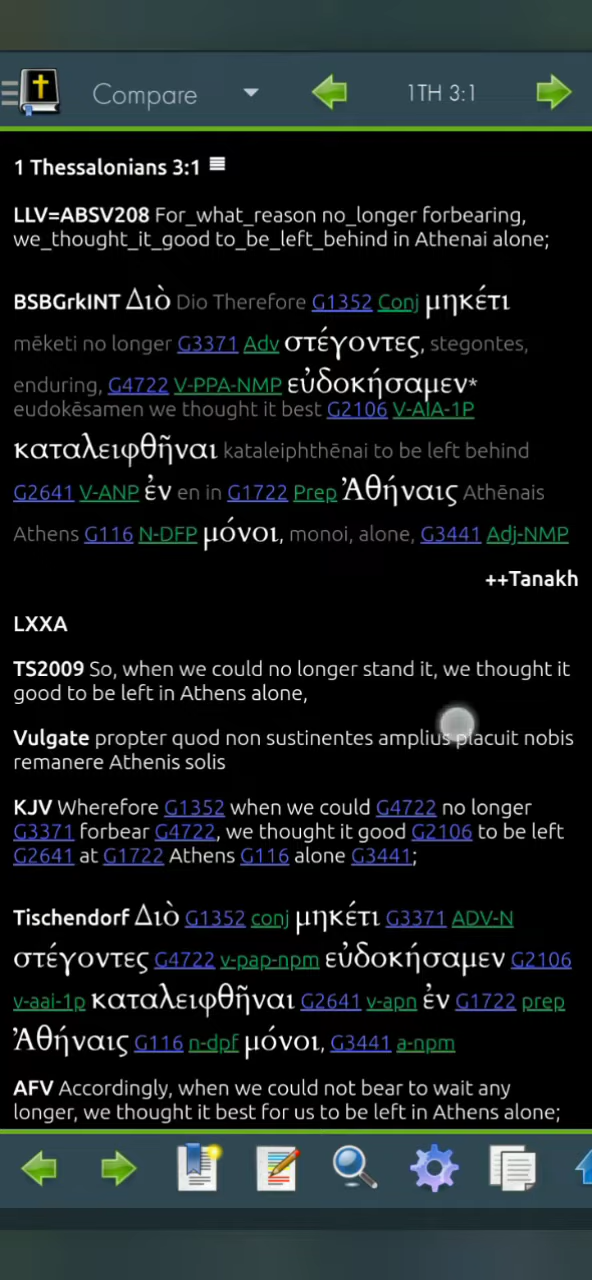 Compare
1TH 3:1
1 Thessalonians 3:1
LLV=ABSV208 For_what_reason no_longer forbearing,
we_thought_it_good to_be_left_behind in Athenai alone;
BSBGrkINT Διὸ Dio Therefore G1352 Conj μηκέτι
mēketi no longer G3371 Adv στέγοντες, stegontes,
enduring, G4722 V-PPA-NMP εὐδοκήσαμεν*
eudokēsamen we thought it best G2106 V-AIA-1P
καταλειφθῆναι kataleiphthēnai to be left behind
G2641 V-ANP ἐν en in G1722 Prep Ἀθήναις Athēnais
Athens G116 N-DFP μόνοι, monoi, alone, G3441 Adj-NMP
++Tanakh
LXXA
TS2009 So, when we could no longer stand it, we thought it
good to be left in Athens alone,
Vulgate propter quod non sustinentes amplius placuit nobis
remanere Athenis solis
KJV Wherefore G1352 when we could G4722 no longer
G3371 forbear G4722, we thought it good G2106 to be left
G2641 at G1722 Athens G116 alone G3441;
Tischendorf Διὸ G1352 conj μηκέτι G3371 ADV-N
στέγοντες G4722 v-pap-npm εὐδοκήσαμεν G2106
v-aai-1p καταλειφθῆναι G2641 v-apn ἐν G1722 prep
Ἀθήναις G116 n-dpf μόνοι, G3441 a-npm
AFV Accordingly, when we could not bear to wait any
longer, we thought it best for us to be left in Athens alone;